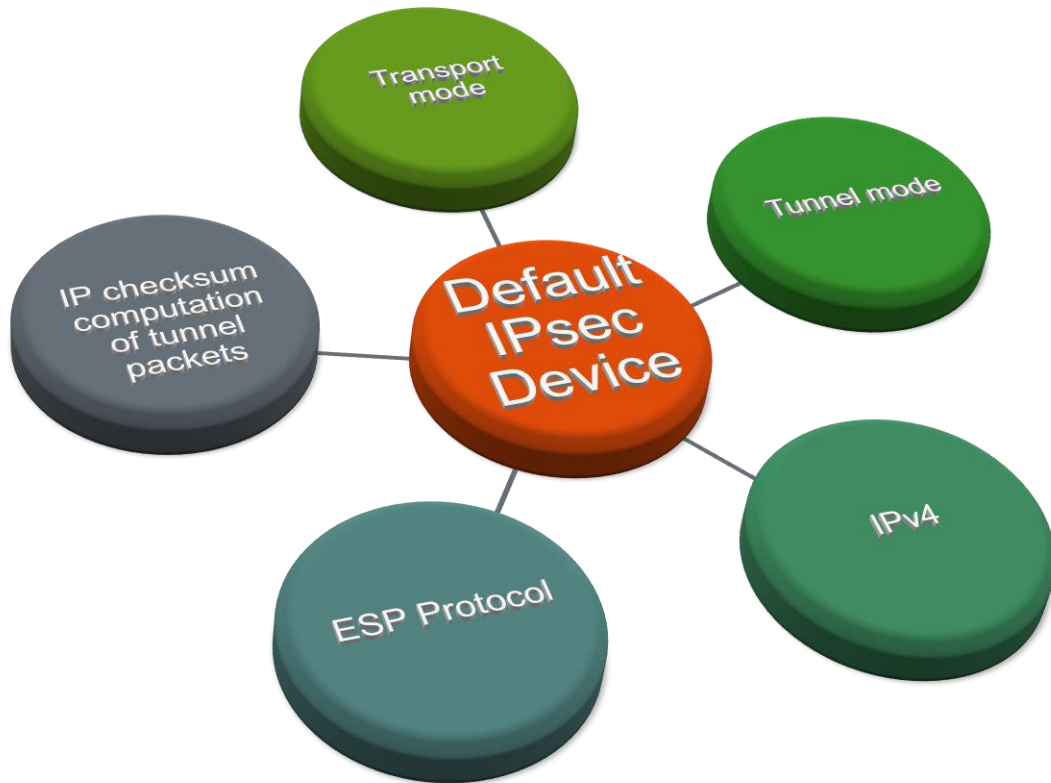 Transport
mode
Tunnel mode
IP checksum
computation
of tunnel
packets
Default
IPsec
Device
IPv4
ESP Protocol